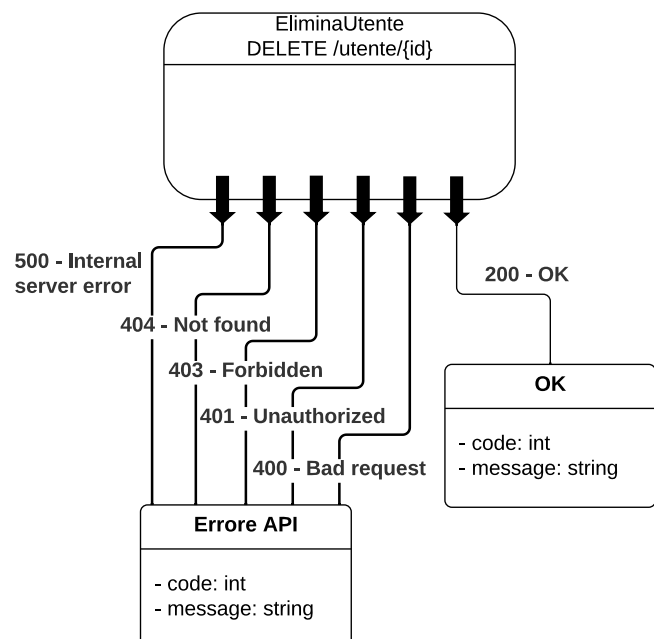 EliminaUtente
DELETE /utente/{id}
500 - Internal
server error
200 - OK
404 - Not found
403 - Forbidden
OK
401 - Unauthorized
- code: int
- message: string
400 - Bad request
Errore API
- code: int
- message: string